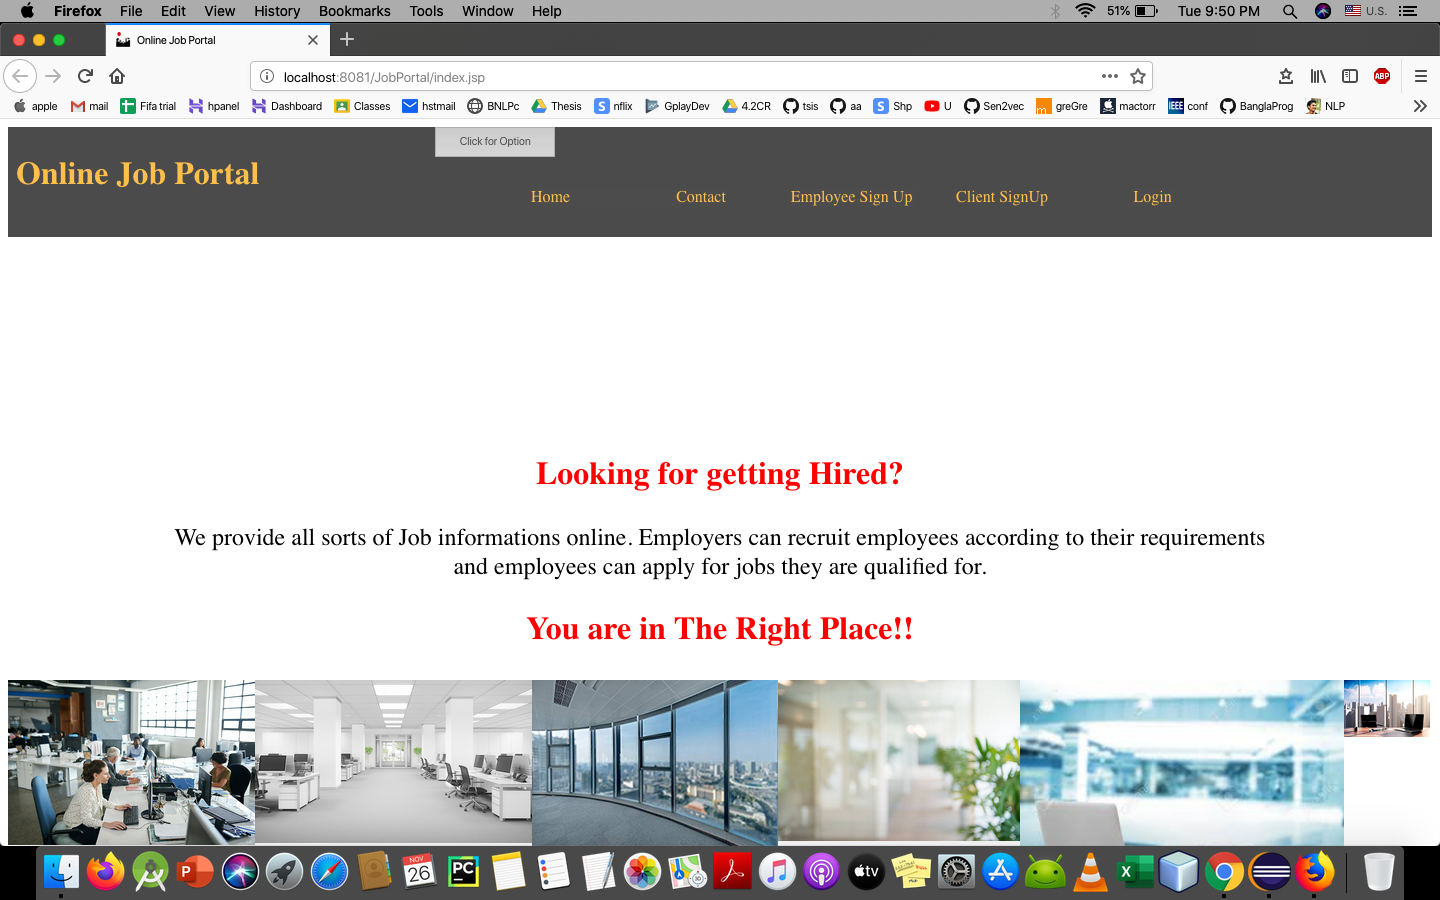 Firefox File Edit View History Bookmarks Tools Window Help 51% Tue 9:50 PM U.S.
Online Job Portal
localhost:8081/JobPortal/index.jsp ABP
apple mail Fifa trial hpanel Dashboard Classes hstmail BNLPc Thesis nflix GplayDev 4.2CR tsis aa Shp U Sen2vec greGre mactorr conf BanglaProg NLP
Click for Option
Online Job Portal
Home Contact Employee Sign Up Client SignUp Login
Looking for getting Hired?
We provide all sorts of Job informations online. Employers can recruit employees according to their requirements
and employees can apply for jobs they are qualified for.
You are in The Right Place!!
NOV
26
PC
tv